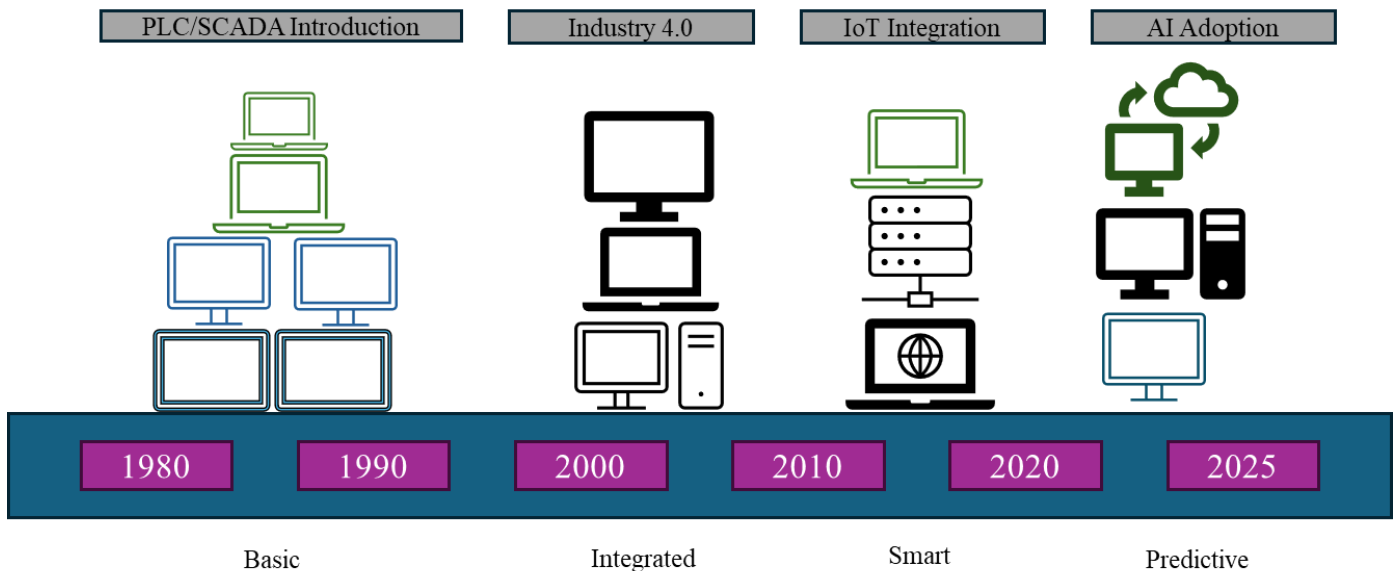 PLC/SCADA Introduction
Industry 4.0
IoT Integration
AI Adoption
1980
1990
2000
2010
2020
2025
Basic
Integrated
Smart
Predictive